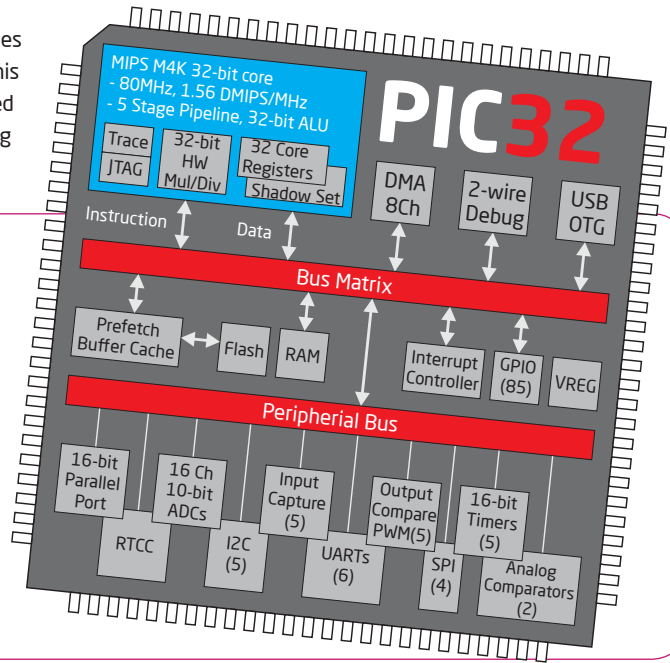 es
his
ed
g
MIPS M4K 32-bit core
- 80MHz, 1.56 DMIPS/MHz
- 5 Stage Pipeline, 32-bit ALU
Trace
JTAG
32-bit
HW
Mul/Div
32 Core
Registers
Shadow Set
PIC32
DMA
8Ch
2-wire
Debug
USB
OTG
Instruction
Data
Bus Matrix
Prefetch
Buffer Cache
Flash
RAM
Interrupt
Controller
GPIO
(85)
VREG
Peripherial Bus
16-bit
Parallel
Port
RTCC
16 Ch
10-bit
ADCs
I2C
(5)
Input
Capture
(5)
UARTs
(6)
Output
Compare
PWM(5)
SPI
(4)
16-bit
Timers
(5)
Analog
Comparators
(2)